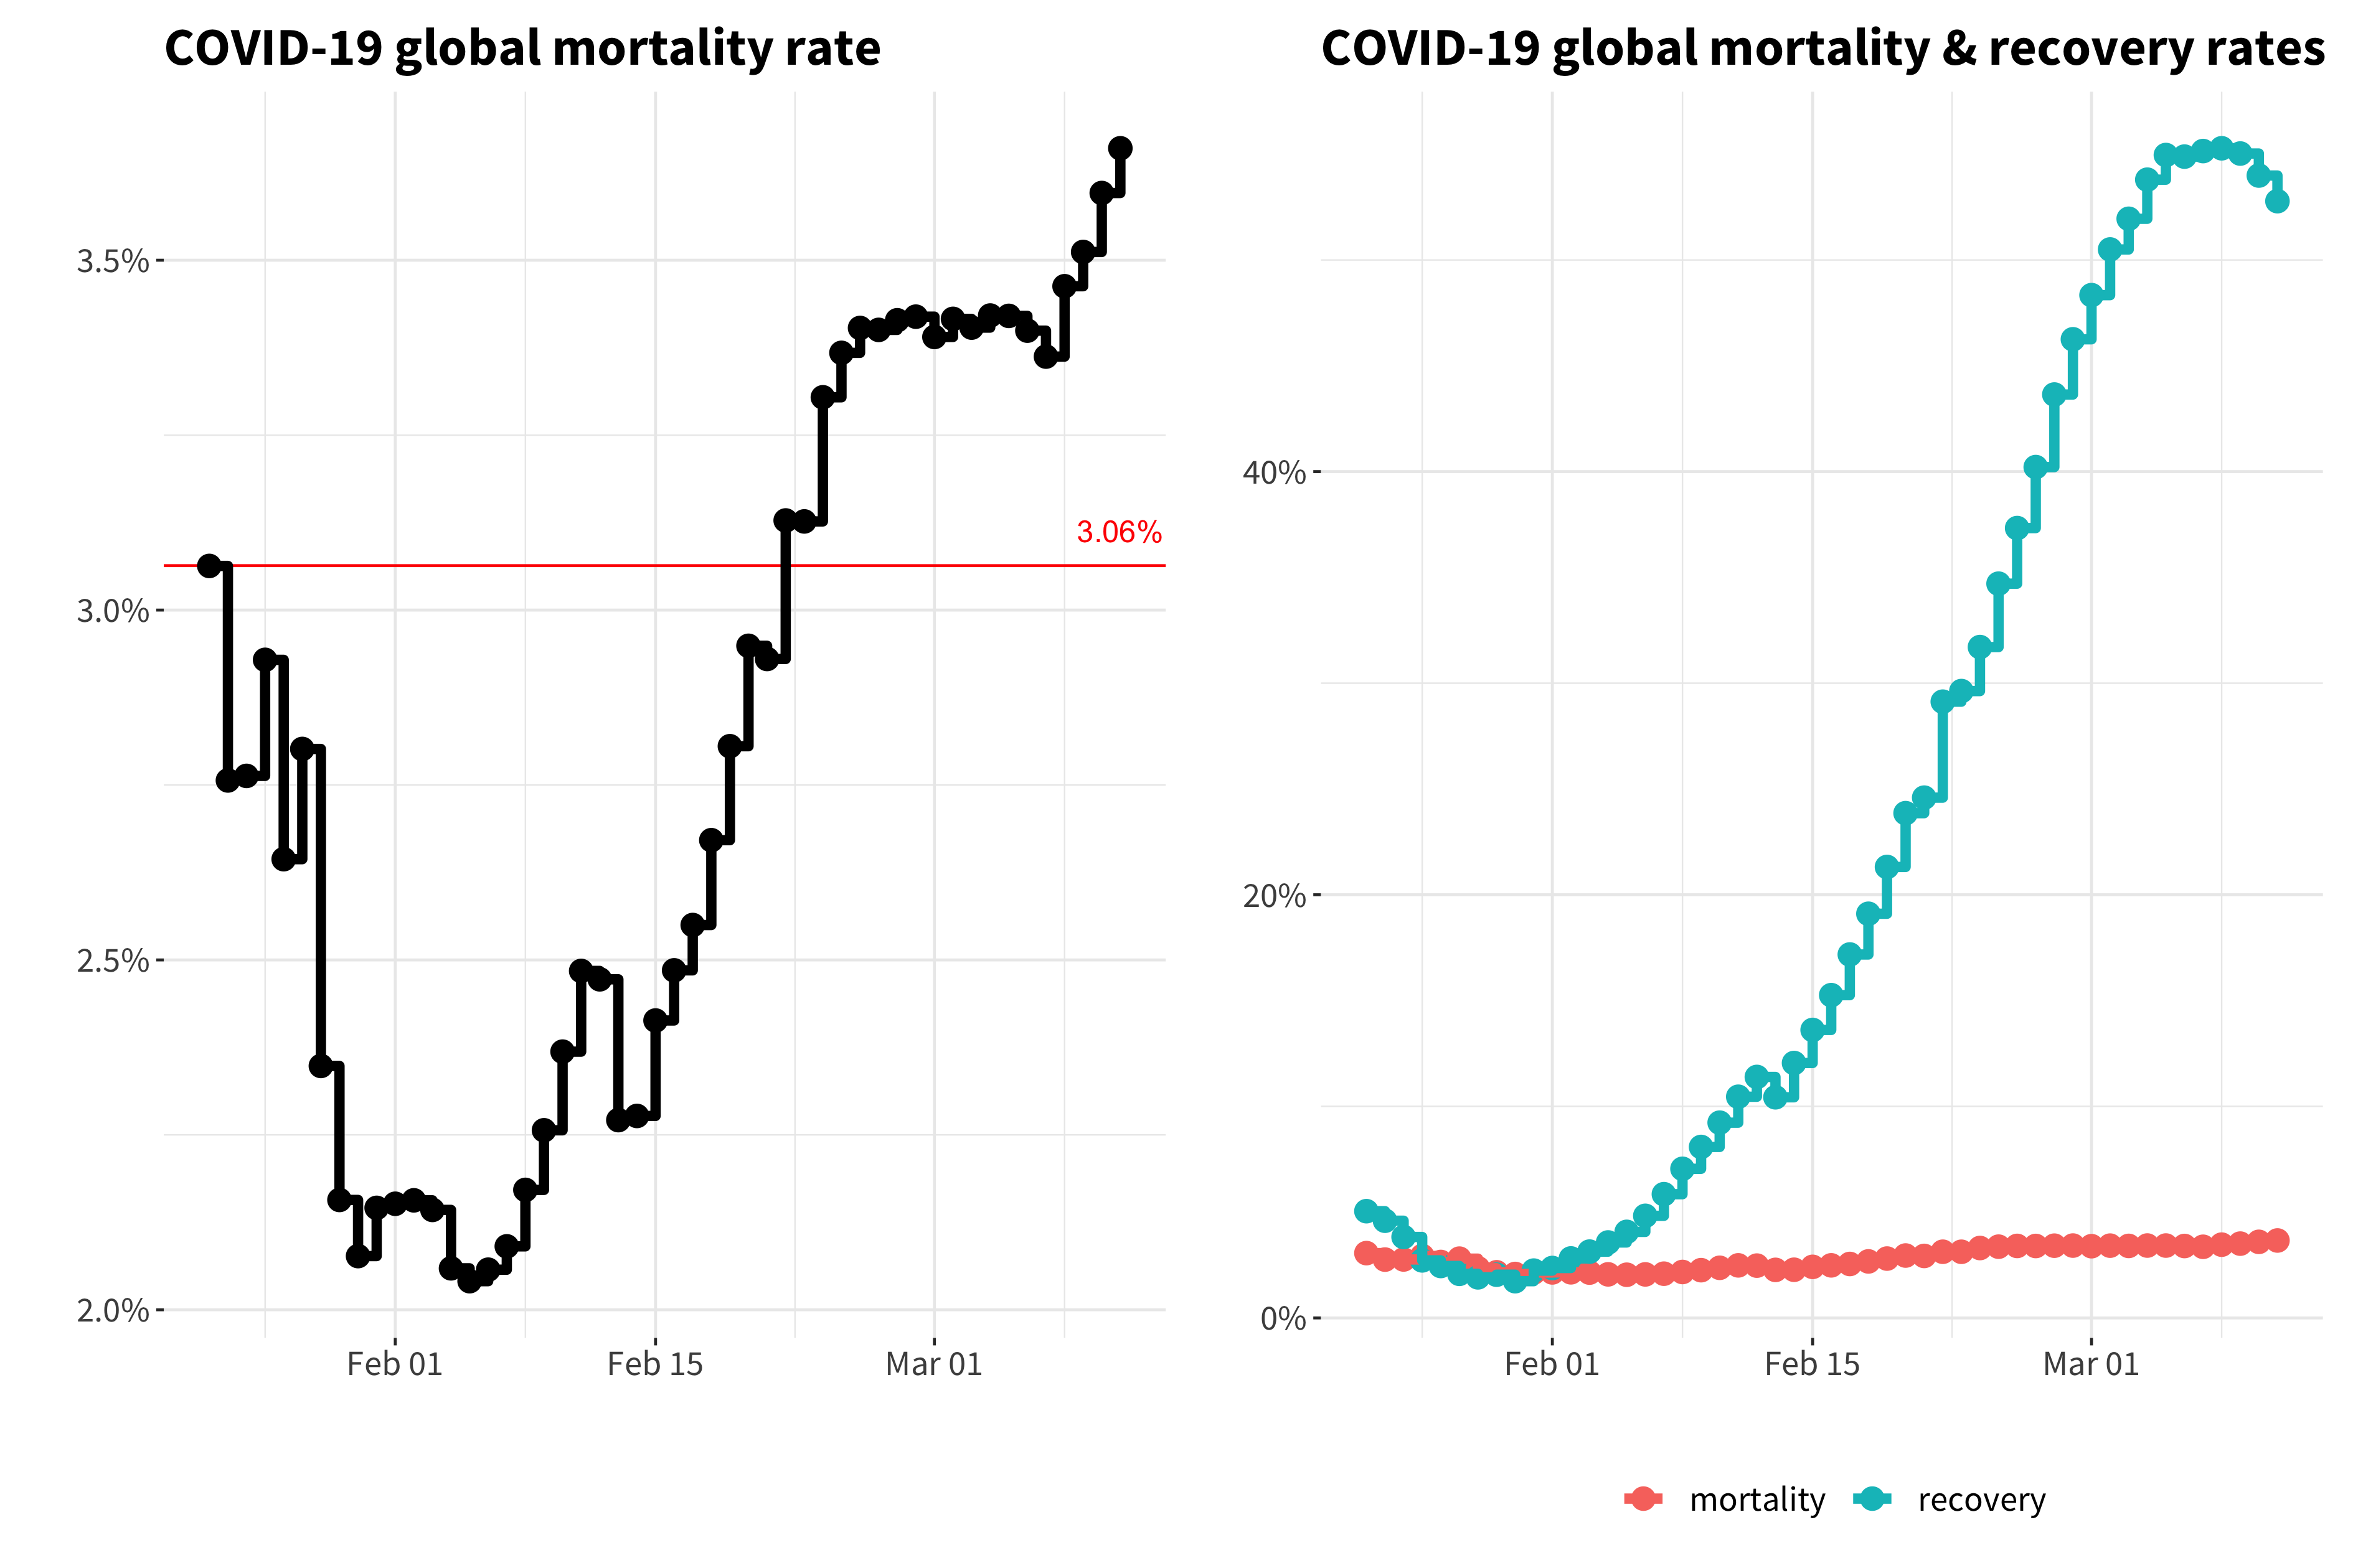 COVID-19 global mortality rate
3.5%
3.0%
2.5%
2.0%
3.06%
Feb 01
Feb 15
Mar 01
COVID-19 global mortality & recovery rates
40%
20%
0%
Feb 01
Feb 15
Mar 01
mortality
recovery